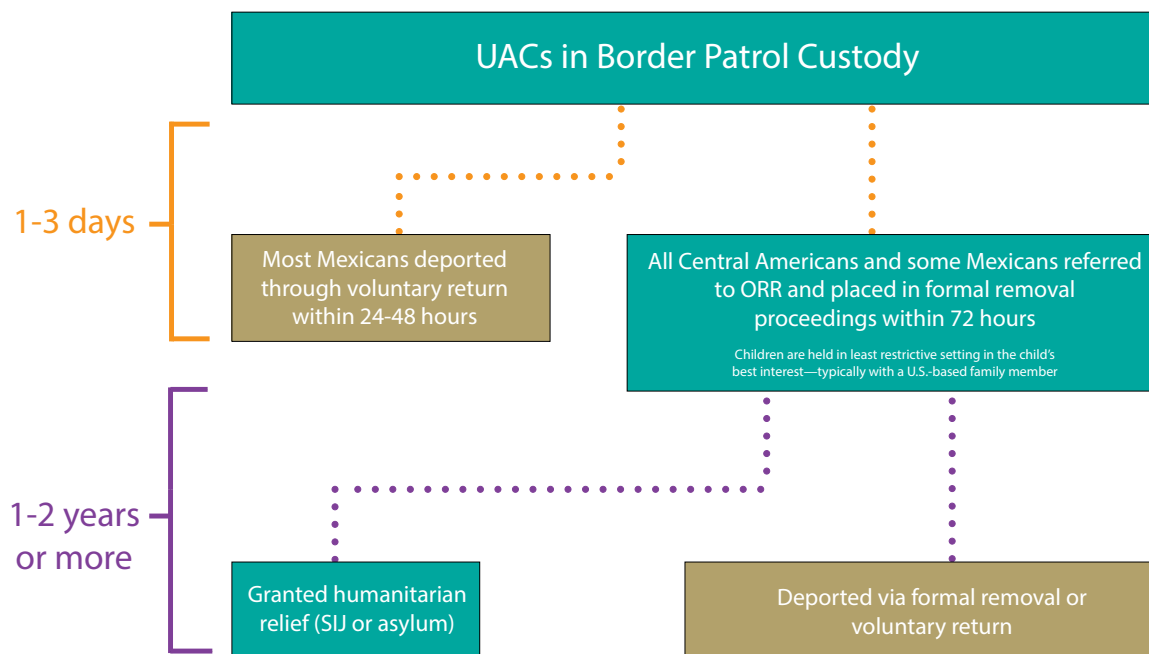 UACs in Border Patrol Custody
1-3 days
Most Mexicans deported
through voluntary return
within 24-48 hours
All Central Americans and some Mexicans referred
to ORR and placed in formal removal
proceedings within 72 hours
Children are held in least restrictive setting in the child's
best interest—typically with a U.S.-based family member
1-2 years
or more
Granted humanitarian
relief (SIJ or asylum)
Deported via formal removal or
voluntary return